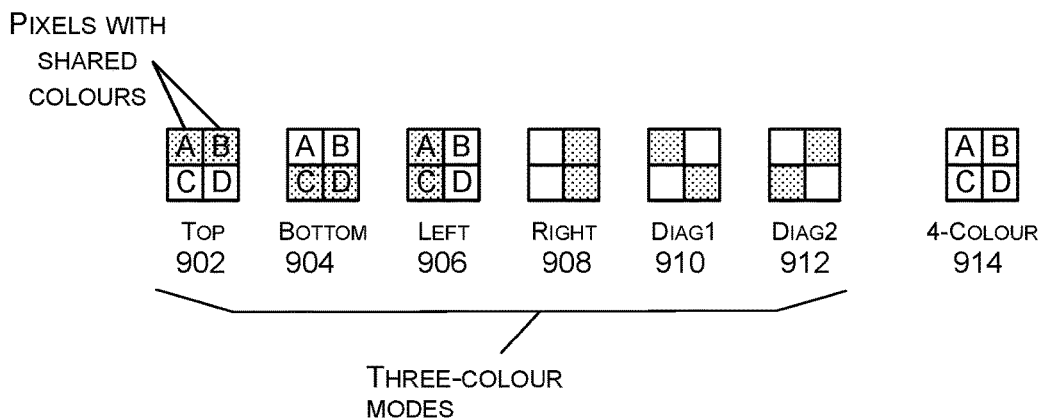 PIXELS WITH
SHARED
COLOURS
A B A B A B A B
C D C D C D C D
TOP BOTTOM LEFT RIGHT DIAG1 DIAG2 4-COLOUR
902 904 906 908 910 912 914
THREE-COLOUR
MODES